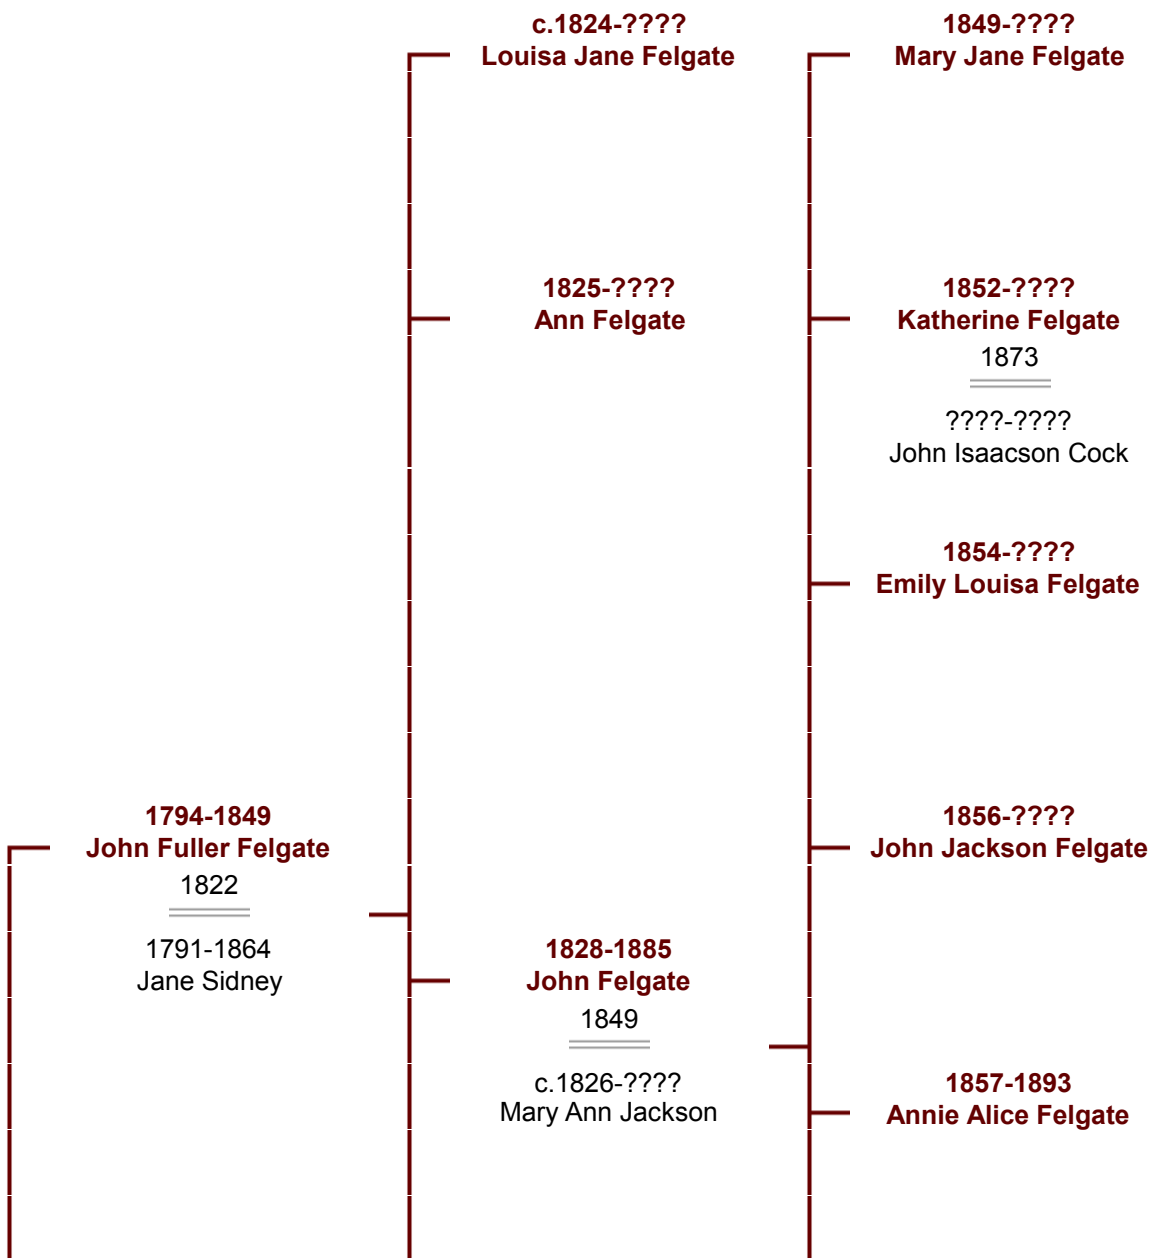 c.1824-????
Louisa Jane Felgate
1849-????
Mary Jane Felgate
1825-????
Ann Felgate
1852-????
Katherine Felgate
1873
????-????
John Isaacson Cock
1854-????
Emily Louisa Felgate
1794-1849
John Fuller Felgate
1822
1791-1864
Jane Sidney
1856-????
John Jackson Felgate
1828-1885
John Felgate
1849
c.1826-????
Mary Ann Jackson
1857-1893
Annie Alice Felgate